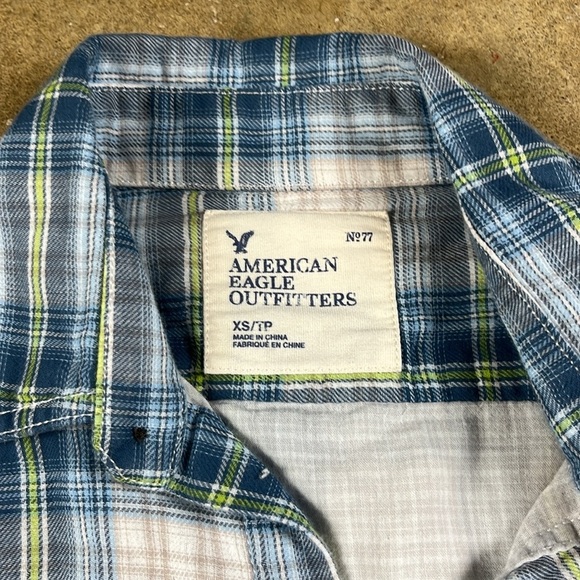 Nº77
AMERICAN
EAGLE
OUTFITTERS
XS/TP
MADE IN CHINA
FABRIQUÉ EN CHINE